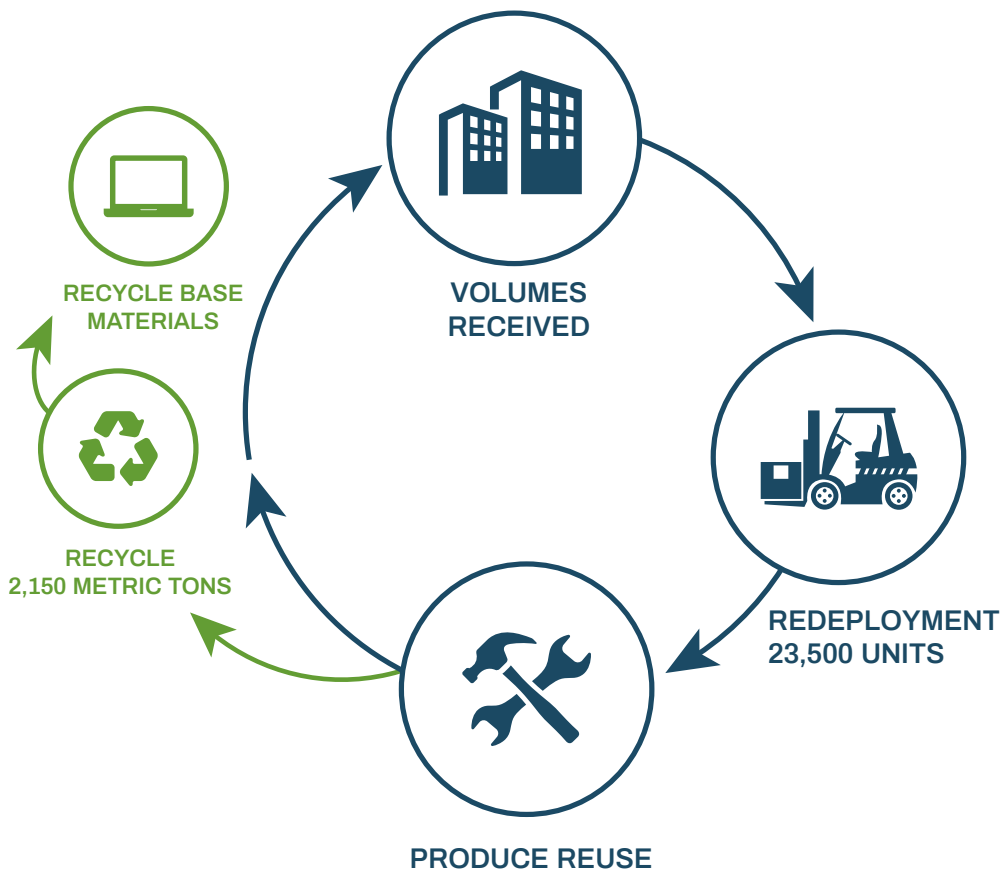 VOLUMES
RECEIVED
REDEPLOYMENT
23,500 UNITS
PRODUCE REUSE
RECYCLE
2,150 METRIC TONS
RECYCLE BASE
MATERIALS